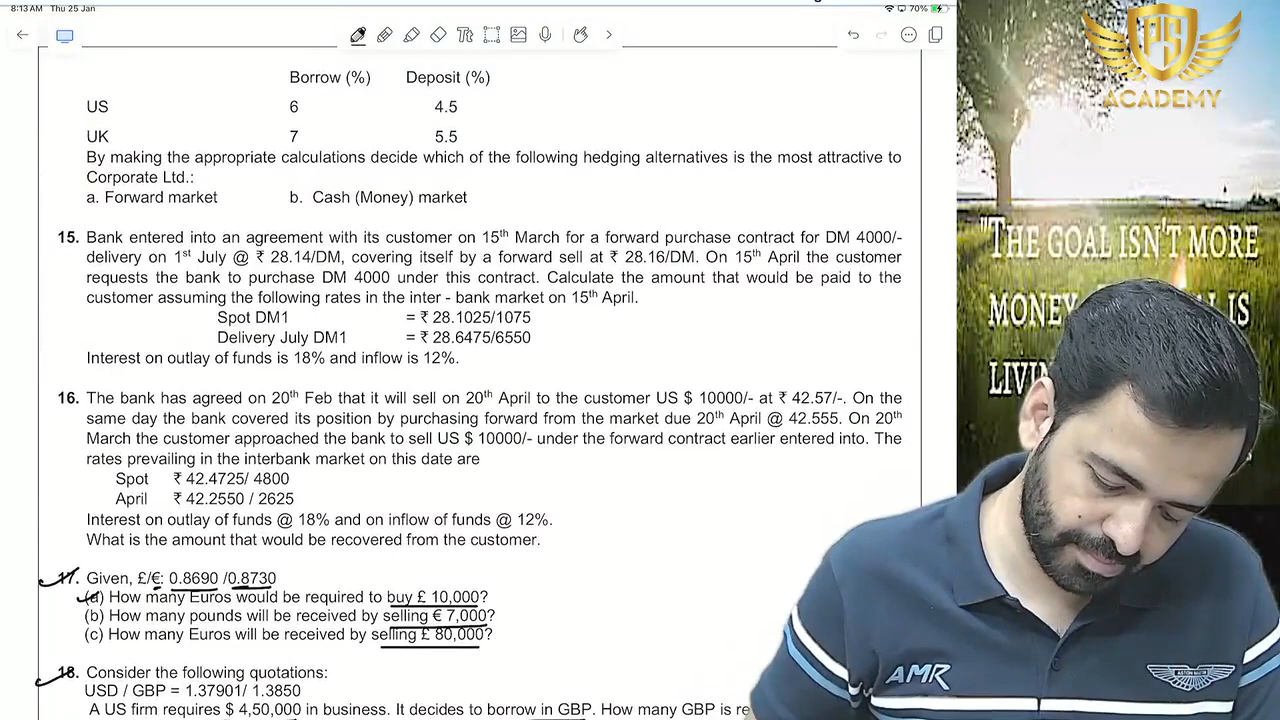 8:13 AM Thu 25 Jan
70%
Borrow (%) Deposit (%)
US 6 4.5
UK 7 5.5
By making the appropriate calculations decide which of the following hedging alternatives is the most attractive to
Corporate Ltd.:
a. Forward market b. Cash (Money) market
15. Bank entered into an agreement with its customer on 15th March for a forward purchase contract for DM 4000/-
delivery on 1st July @ ₹ 28.14/DM, covering itself by a forward sell at ₹ 28.16/DM. On 15th April the customer
requests the bank to purchase DM 4000 under this contract. Calculate the amount that would be paid to the
customer assuming the following rates in the inter - bank market on 15th April.
Spot DM1 = ₹ 28.1025/1075
Delivery July DM1 = ₹ 28.6475/6550
Interest on outlay of funds is 18% and inflow is 12%.
16. The bank has agreed on 20th Feb that it will sell on 20th April to the customer US $ 10000/- at ₹ 42.57/-. On the
same day the bank covered its position by purchasing forward from the market due 20th April @ 42.555. On 20th
March the customer approached the bank to sell US $ 10000/- under the forward contract earlier entered into. The
rates prevailing in the interbank market on this date are
Spot ₹ 42.4725/ 4800
April ₹ 42.2550 / 2625
Interest on outlay of funds @ 18% and on inflow of funds @ 12%.
What is the amount that would be recovered from the customer.
17. Given, £/€: 0.8690 /0.8730
(a) How many Euros would be required to buy £ 10,000?
(b) How many pounds will be received by selling € 7,000?
(c) How many Euros will be received by selling £ 80,000?
18. Consider the following quotations:
USD / GBP = 1.37901/ 1.3850
A US firm requires $ 4,50,000 in business. It decides to borrow in GBP. How many GBP is re
PS
ACADEMY
"THE GOAL ISN'T MORE
MONEY
IS
AMR
ASTON MARTIN